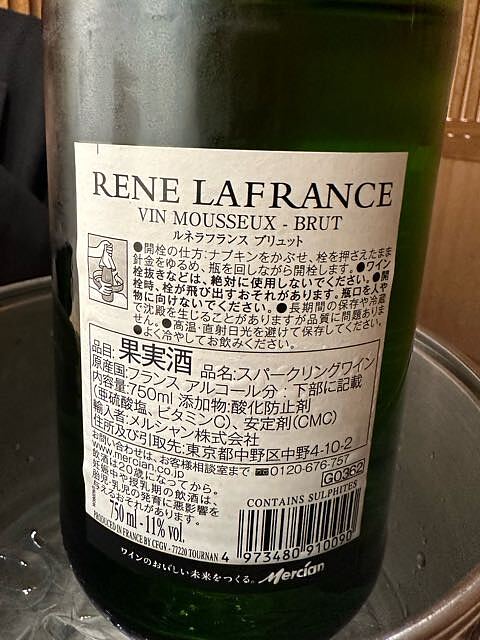 RENE LAFRANCE
VIN MOUSSEUX - BRUT
ルネラフランス ブリュット
●開栓の仕方:ナプキンをかぶせ、栓を押さえたまま
針金をゆるめ、瓶を回しながら開栓します。●ワイン
栓抜きなどは、絶対に使用しないでください。●開
栓時、栓が飛び出すおそれがあります。瓶口を人や
物に向けないでください。●長期間の保存や冷蔵
で沈殿を生じることがありますが品質に問題ありま
せん。●高温・直射日光を避けて保存してください。
●よく冷やしてお飲みください。
品目:果実酒 品名:スパークリングワイン
原産国:フランス アルコール分:下部に記載
内容量:750ml 添加物:酸化防止剤
(亜硫酸塩、ビタミンC)、安定剤(CMC)
輸入者:メルシャン株式会社
住所及び引取先:東京都中野区中野4-10-2
お問い合わせは、お客様相談室まで 0120-676-757
www.mercian.co.jp
飲酒は20歳になってから。
妊娠中や授乳期の飲酒は、
胎児・乳児の発育に悪影響を
与えるおそれがあります。
G0362
CONTAINS SULPHITES
750 ml - 11% vol.
PRODUCED IN FRANCE BY CFGV - 77220 TOURNAN
4 973480 910090
ワインのおいしい未来をつくる。 Mercian